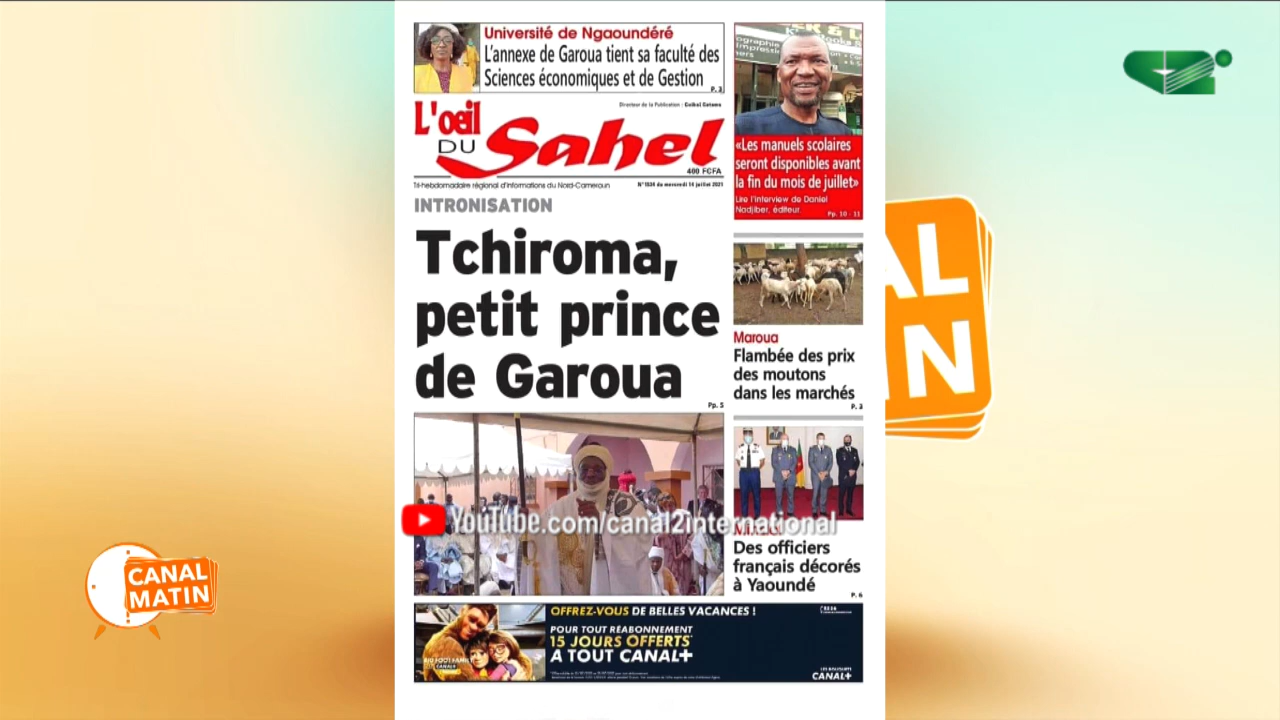 Université de Ngaoundéré
L'annexe de Garoua tient sa faculté des
Sciences économiques et de Gestion
P. 3
Directeur de la Publication :
L'oeil
DU
Sahel
400 FCFA
Tri-hebdomadaire régional d'informations du Nord-Cameroun
N°1534 du mercredi 14 juillet 2021
INTRONISATION
Tchiroma,
petit prince
de Garoua
Pp. 5
«Les manuels scolaires
seront disponibles avant
la fin du mois de juillet»
Lire l'interview de Daniel
Nadjiber, éditeur.
Pp. 10 - 11
Maroua
Flambée des prix
des moutons
dans les marchés
P. 3
Des officiers
français décorés
à Yaoundé
P. 6
YouTube.com/canal2international
OFFREZ-VOUS DE BELLES VACANCES !
POUR TOUT RÉABONNEMENT
15 JOURS OFFERTS*
A TOUT CANAL+
LES BOUQUETS
CANAL+
CANAL
MATIN
AL
IN